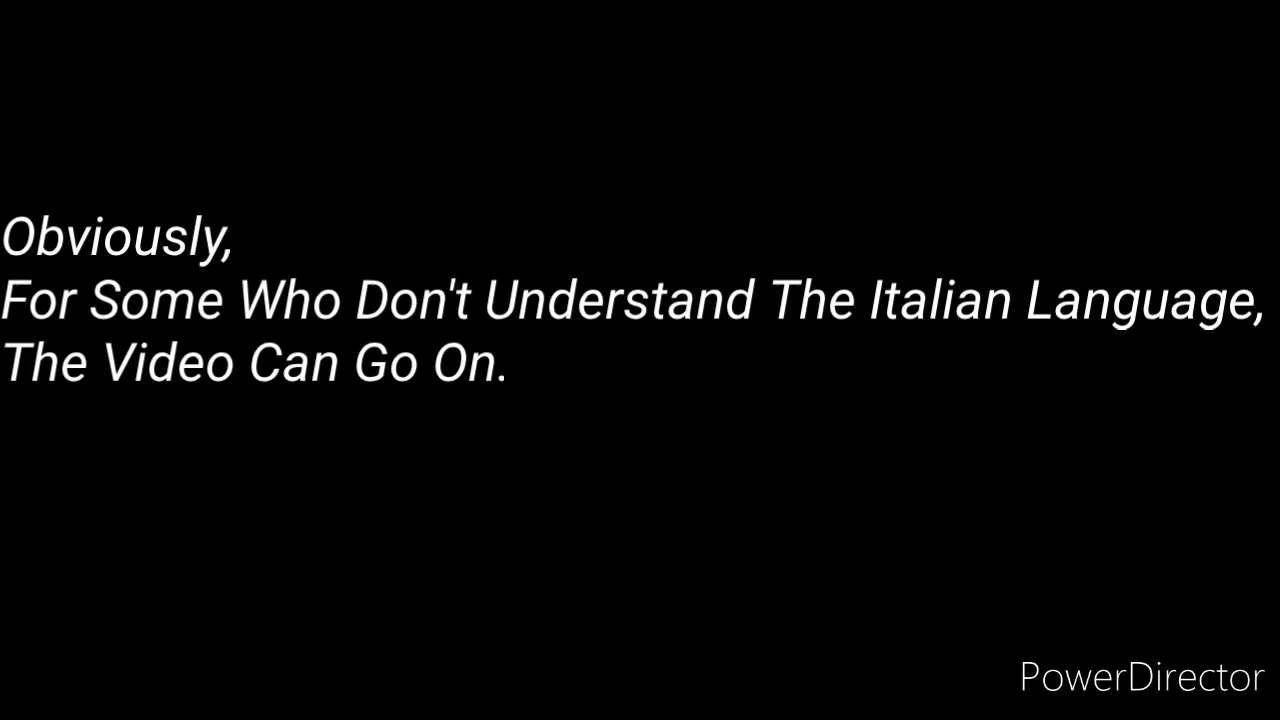 Obviously,
For Some Who Don't Understand The Italian Language,
The Video Can Go On.
PowerDirector